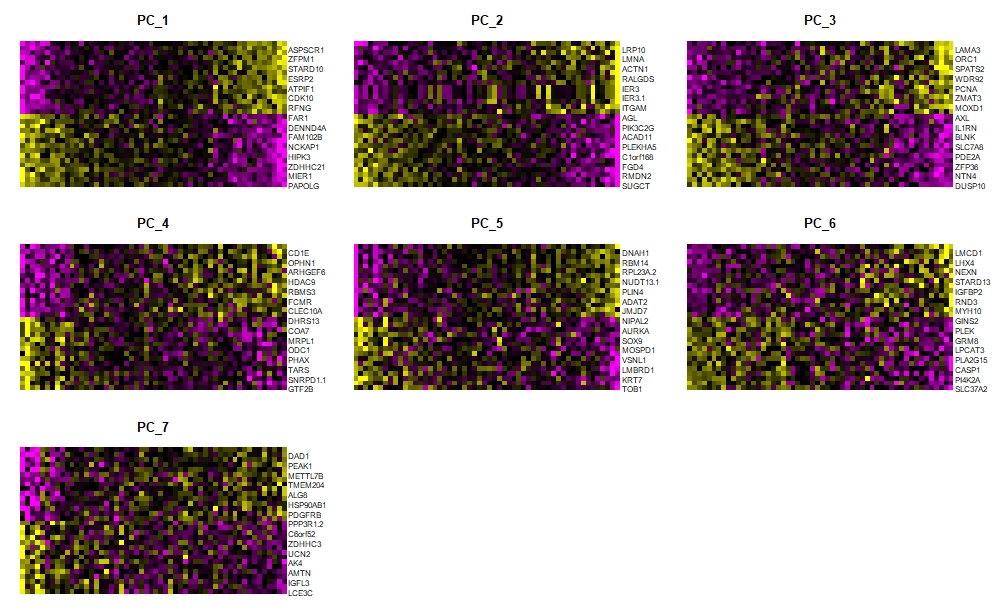 PC_1
ASPSCR1
ZFPM1
STARD10
ESRP2
ATPIF1
CDK10
RFNG
FAR1
DENND4A
FAM102B
NCKAP1
HIPK3
ZDHHC21
MIER1
PAPOLG
PC_2
LRP10
LMNA
ACTN1
RALGDS
IER3
IER3.1
ITGAM
AGL
PIK3C2G
ACAD11
PLEKHA5
C1orf168
FGD4
RMDN2
SUGCT
PC_3
LAMA3
ORC1
SPATS2
WDR92
PCNA
ZMAT3
MOXD1
AXL
IL1RN
BLNK
SLC7A8
PDE2A
ZFP36
NTN4
DUSP10
PC_4
CD1E
OPHN1
ARHGEF6
HDAC9
RBMS3
FCMR
CLEC10A
DHRS13
COA7
MRPL1
ODC1
PHAX
TARS
SNRPD1.1
GTF2B
PC_5
DNAH1
RBM14
RPL23A.2
NUDT13.1
PLIN4
ADAT2
JMJD7
NIPAL2
AURKA
SOX9
MOSPD1
VSNL1
LMBRD1
KRT7
TOB1
PC_6
LMCD1
LHX4
NEXN
STARD13
IGFBP2
RND3
MYH10
GINS2
PLEK
GRM8
LPCAT3
PLA2G15
CASP1
PI4K2A
SLC37A2
PC_7
DAD1
PEAK1
METTL7B
TMEM204
ALG8
HSP90AB1
PDGFRB
PPP3R1.2
C6orf52
ZDHHC3
UCN2
AK4
AMTN
IGFL3
LCE3C